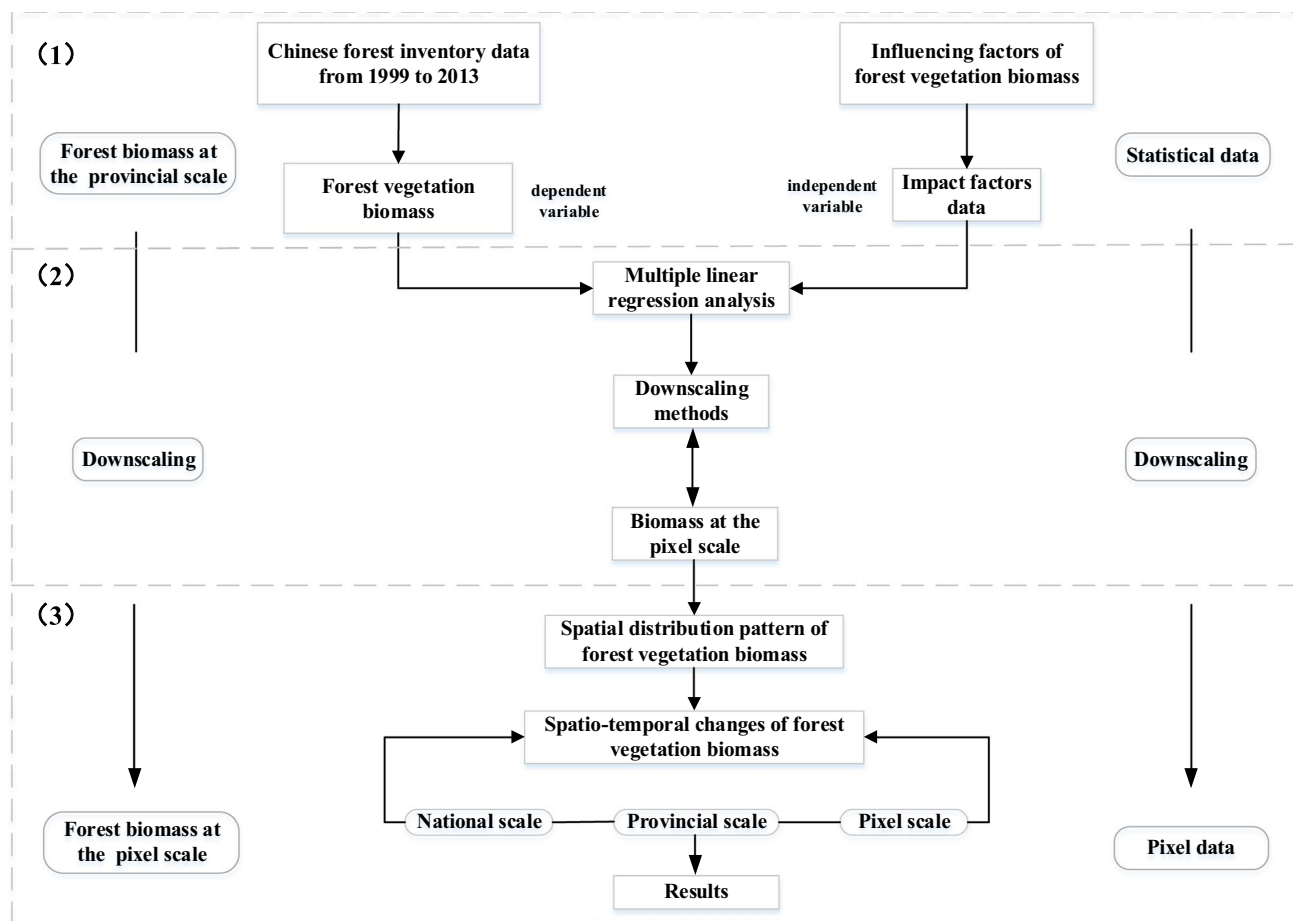 (1)
Chinese forest inventory data
from 1999 to 2013
Influencing factors of
forest vegetation biomass
Forest biomass at
the provincial scale
Forest vegetation
biomass
dependent
variable
independent
variable
Impact factors
data
Statistical data
(2)
Multiple linear
regression analysis
Downscaling
methods
Downscaling
Downscaling
Biomass at the
pixel scale
(3)
Spatial distribution pattern of
forest vegetation biomass
Spatio-temporal changes of forest
vegetation biomass
National scale
Provincial scale
Pixel scale
Forest biomass at
the pixel scale
Pixel data
Results